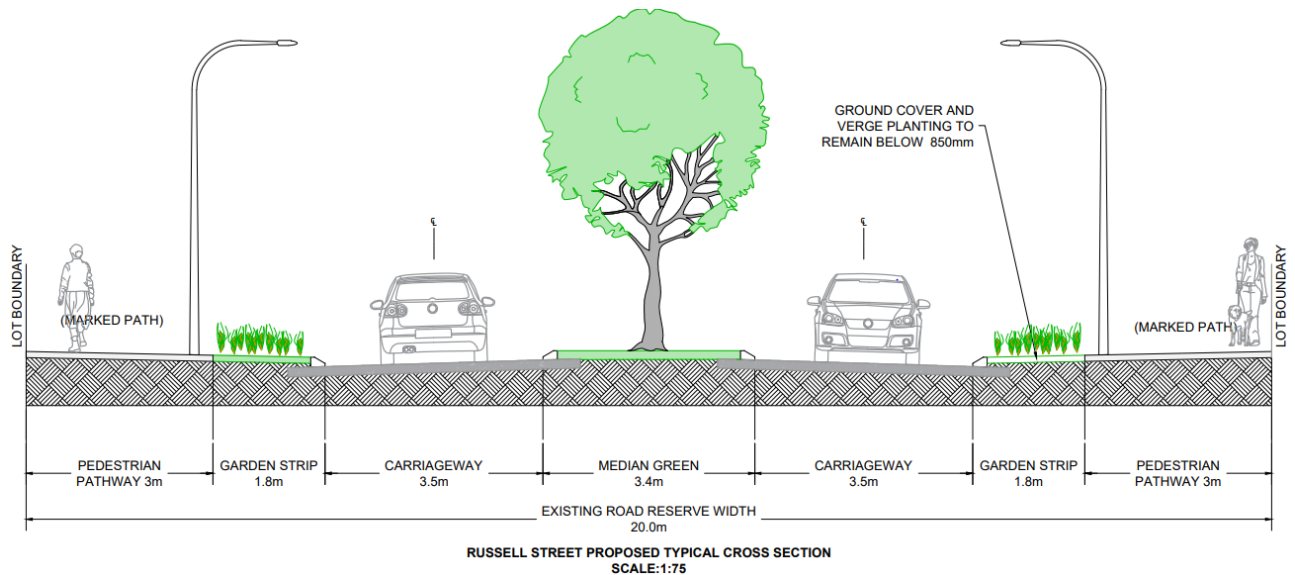 GROUND COVER AND
VERGE PLANTING TO
REMAIN BELOW 850mm
℄
℄
LOT BOUNDARY
LOT BOUNDARY
(MARKED PATH)
(MARKED PATH)
PEDESTRIAN
PATHWAY 3m
GARDEN STRIP
1.8m
CARRIAGEWAY
3.5m
MEDIAN GREEN
3.4m
CARRIAGEWAY
3.5m
GARDEN STRIP
1.8m
PEDESTRIAN
PATHWAY 3m
EXISTING ROAD RESERVE WIDTH
20.0m
RUSSELL STREET PROPOSED TYPICAL CROSS SECTION
SCALE:1:75